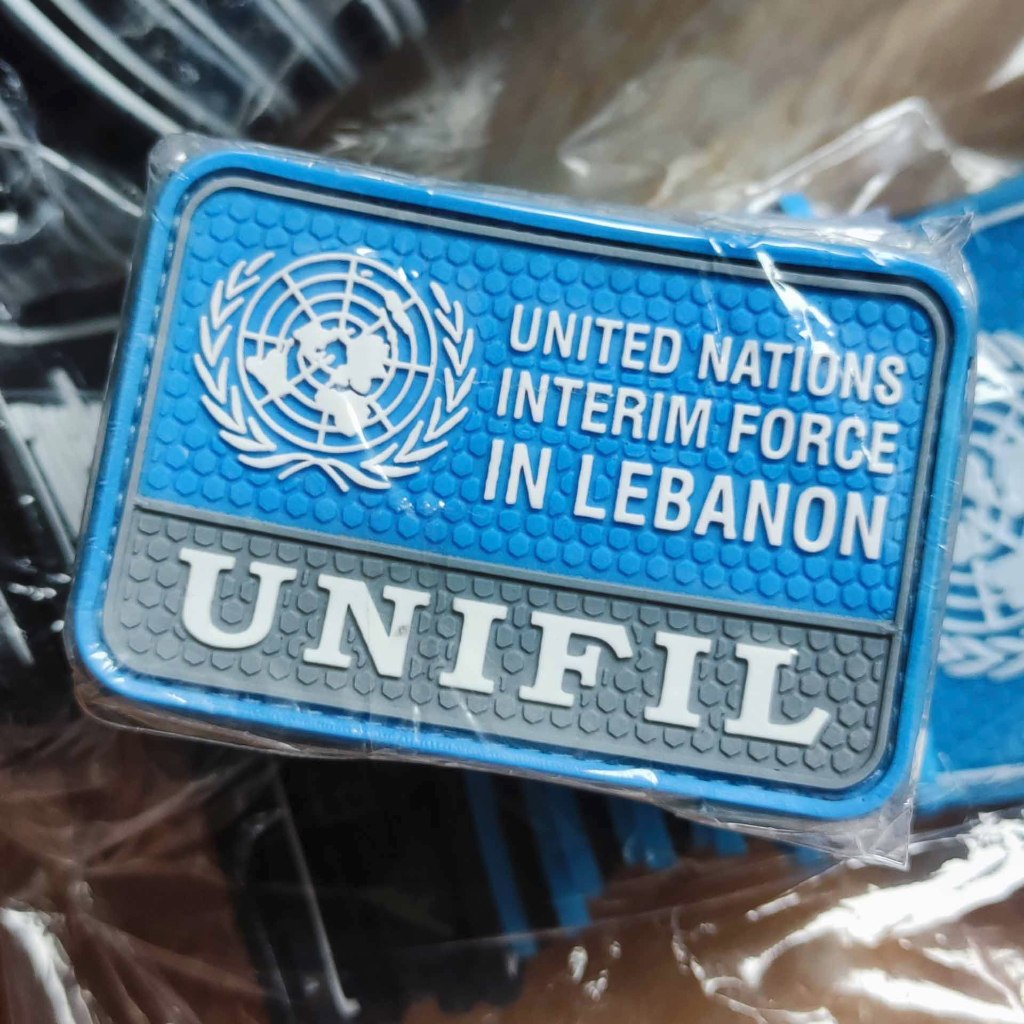 UNITED NATIONS
INTERIM FORCE
IN LEBANON
UNIFIL